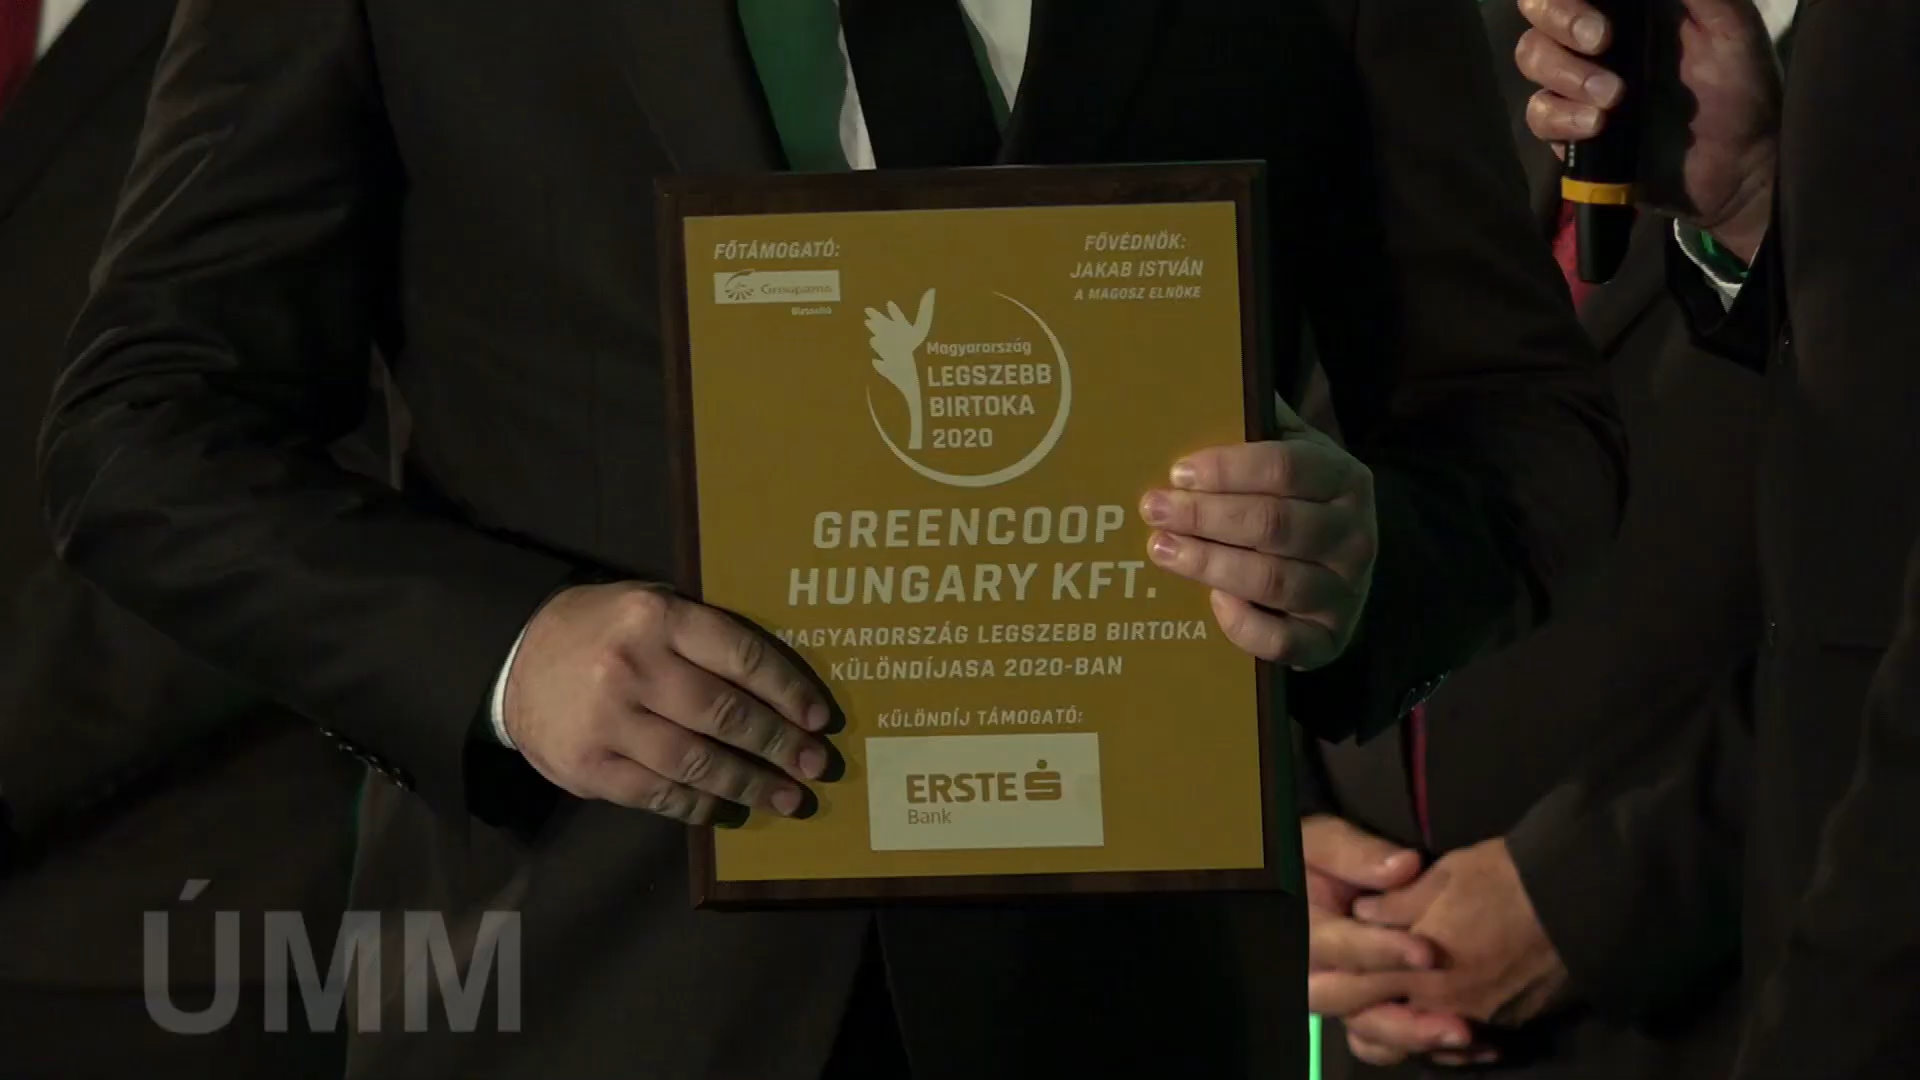 FŐTÁMOGATÓ:
Groupama
Biztosító
FŐVÉDNÖK:
JAKAB ISTVÁN
A MAGOSZ ELNÖKE
Magyarország
LEGSZEBB
BIRTOKA
2020
GREENCOOP
HUNGARY KFT.
MAGYARORSZÁG LEGSZEBB BIRTOKA
KÜLÖNDÍJASA 2020-BAN
KÜLÖNDÍJ TÁMOGATÓ:
ERSTE
Bank
ÚMM